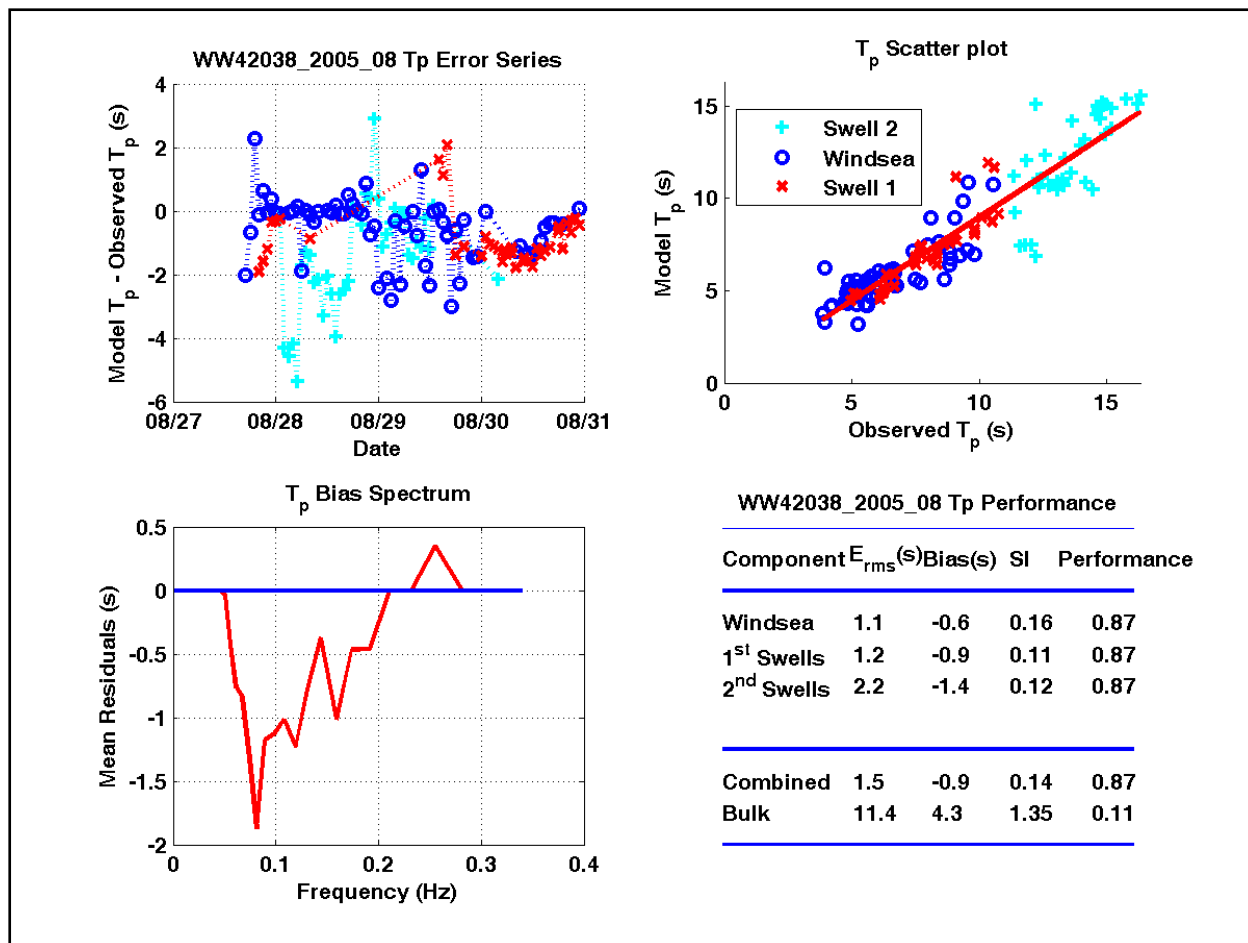 WW42038_2005_08 Tp Error Series
4
2
0
-2
-4
-6
Model Tp - Observed Tp (s)
08/27 08/28 08/29 08/30 08/31
Date
Tp Scatter plot
15
10
5
0
Model Tp (s)
Swell 2
Windsea
Swell 1
0 5 10 15
Observed Tp (s)
Tp Bias Spectrum
0.5
0
-0.5
-1
-1.5
-2
Mean Residuals (s)
0 0.1 0.2 0.3 0.4
Frequency (Hz)
WW42038_2005_08 Tp Performance
Component Erms(s) Bias(s) SI Performance
Windsea 1.1 -0.6 0.16 0.87
1st Swells 1.2 -0.9 0.11 0.87
2nd Swells 2.2 -1.4 0.12 0.87
Combined 1.5 -0.9 0.14 0.87
Bulk 11.4 4.3 1.35 0.11